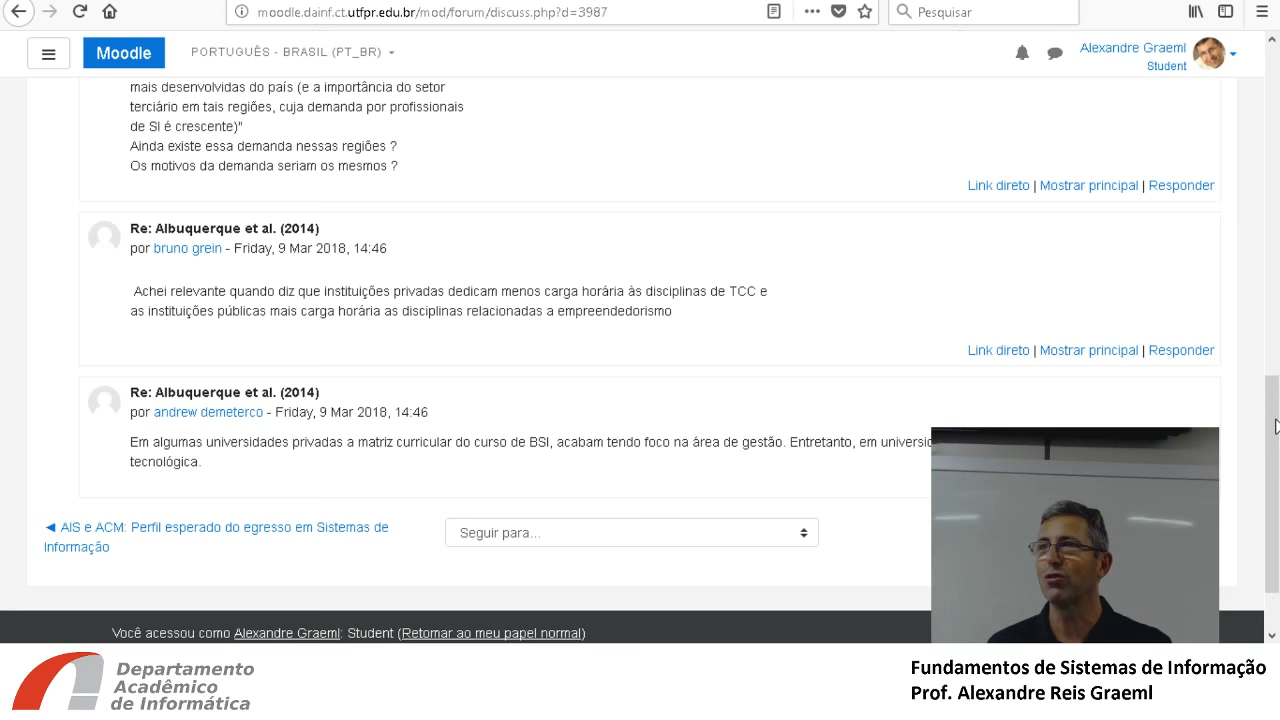 moodle.dainf.ct.utfpr.edu.br/mod/forum/discuss.php?d=3987
Pesquisar
Moodle
PORTUGUÊS - BRASIL (PT_BR)
Alexandre Graeml
Student
mais desenvolvidas do país (e a importância do setor
terciário em tais regiões, cuja demanda por profissionais
de SI é crescente)"
Ainda existe essa demanda nessas regiões ?
Os motivos da demanda seriam os mesmos ?
Link direto | Mostrar principal | Responder
Re: Albuquerque et al. (2014)
por bruno grein - Friday, 9 Mar 2018, 14:46
Achei relevante quando diz que instituições privadas dedicam menos carga horária às disciplinas de TCC e
as instituições públicas mais carga horária as disciplinas relacionadas a empreendedorismo
Link direto | Mostrar principal | Responder
Re: Albuquerque et al. (2014)
por andrew demeterco - Friday, 9 Mar 2018, 14:46
Em algumas universidades privadas a matriz curricular do curso de BSI, acabam tendo foco na área de gestão. Entretanto, em universid
tecnológica.
◄ AIS e ACM: Perfil esperado do egresso em Sistemas de
Informação
Seguir para...
Você acessou como Alexandre Graeml: Student (Retornar ao meu papel normal)
Departamento
Acadêmico
de Informática
Fundamentos de Sistemas de Informação
Prof. Alexandre Reis Graeml